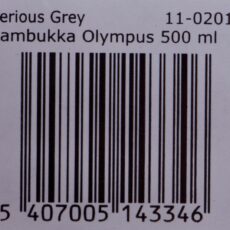 erious Grey 11-0201
ambukka Olympus 500 ml
5 407005 143346